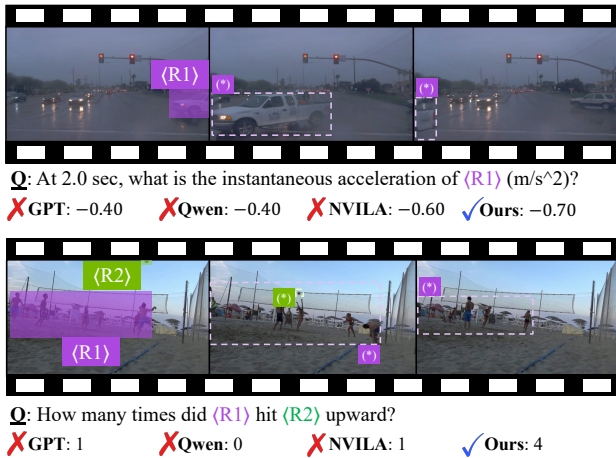 ⟨R1⟩
(*)
(*)
Q: At 2.0 sec, what is the instantaneous acceleration of ⟨R1⟩ (m/s^2)?
✗GPT: −0.40 ✗Qwen: −0.40 ✗NVILA: −0.60 ✓Ours: −0.70
⟨R2⟩
(*)
(*)
(*)
⟨R1⟩
Q: How many times did ⟨R1⟩ hit ⟨R2⟩ upward?
✗GPT: 1 ✗Qwen: 0 ✗NVILA: 1 ✓Ours: 4